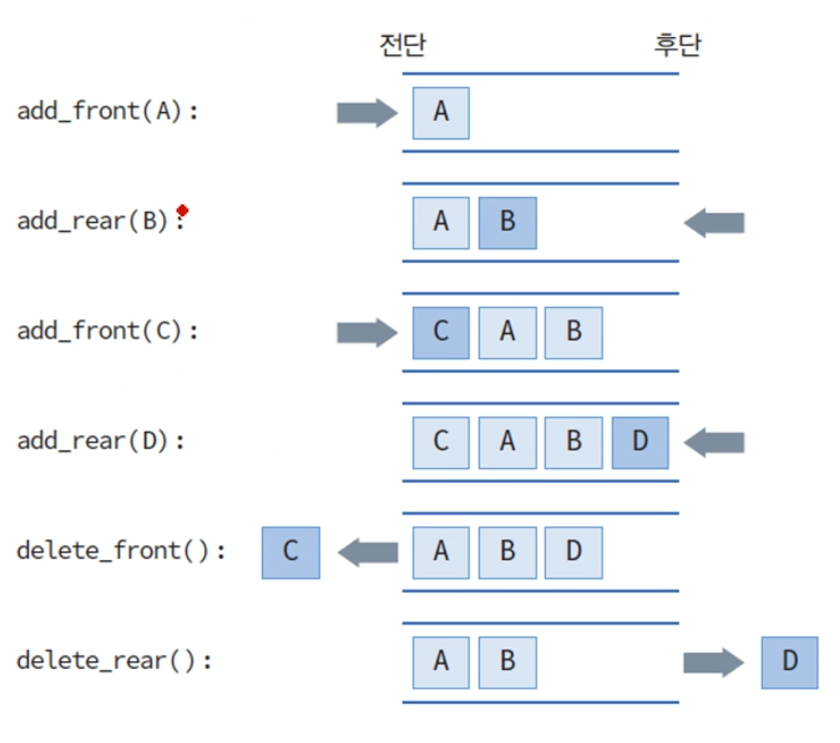 전단 후단
add_front(A): A
add_rear(B): A B
add_front(C): C A B
add_rear(D): C A B D
delete_front(): C A B D
delete_rear(): A B D